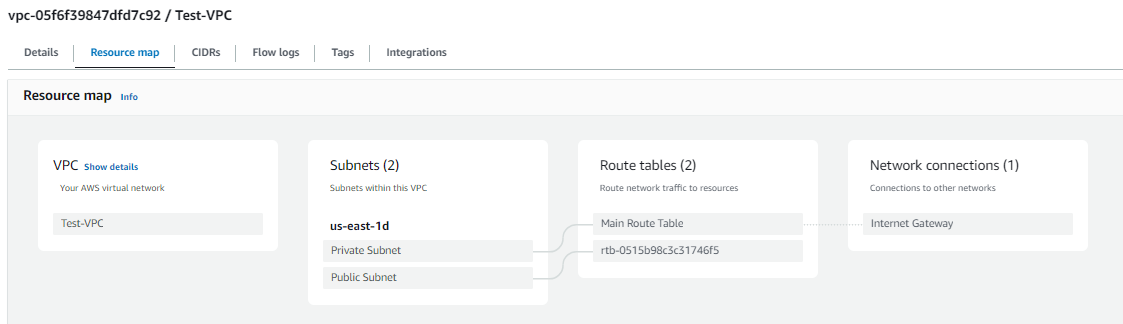 vpc-05f6f39847dfd7c92 / Test-VPC
Details
Resource map
CIDRs
Flow logs
Tags
Integrations
Resource map Info
VPC Show details
Your AWS virtual network
Test-VPC
Subnets (2)
Subnets within this VPC
us-east-1d
Private Subnet
Public Subnet
Route tables (2)
Route network traffic to resources
Main Route Table
rtb-0515b98c3c31746f5
Network connections (1)
Connections to other networks
Internet Gateway